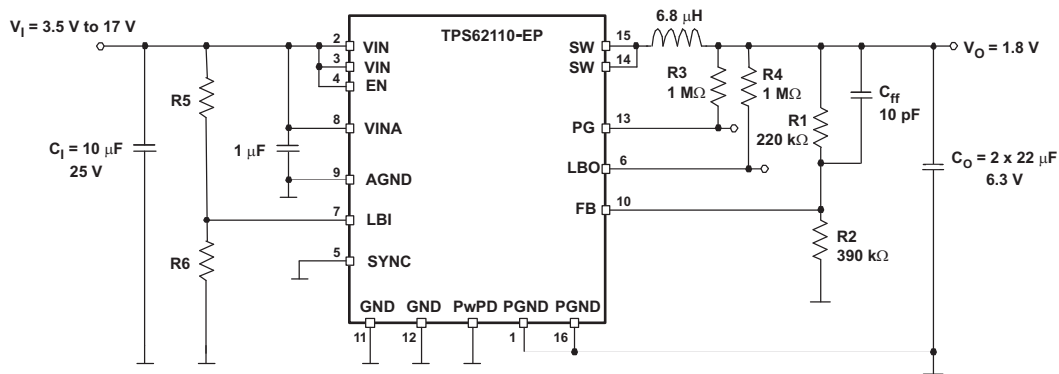 V_I = 3.5 V to 17 V
TPS62110-EP
6.8 μH
V_O = 1.8 V
2 VIN
3 VIN
4 EN
8 VINA
9 AGND
7 LBI
5 SYNC
SW 15
SW 14
PG 13
LBO 6
FB 10
GND GND PwPD PGND PGND
11 12 1 16
R5
R6
C_I = 10 μF
25 V
1 μF
R3
1 MΩ
R4
1 MΩ
R1
220 kΩ
C_ff
10 pF
R2
390 kΩ
C_O = 2 x 22 μF
6.3 V